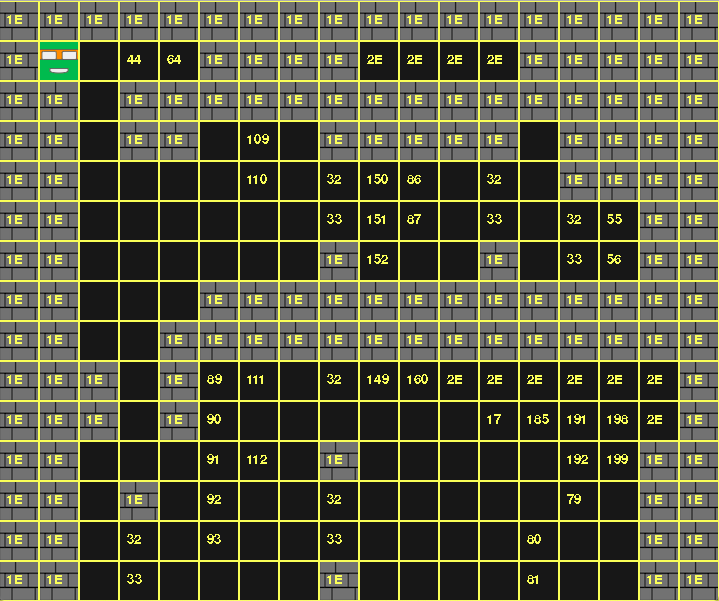 1E 1E 1E 1E 1E 1E 1E 1E 1E 1E 1E 1E 1E 1E 1E 1E 1E 1E
1E 44 64 1E 1E 1E 1E 2E 2E 2E 2E 1E 1E 1E 1E 1E
1E 1E 1E 1E 1E 1E 1E 1E 1E 1E 1E 1E 1E 1E 1E 1E 1E
1E 1E 1E 1E 109 1E 1E 1E 1E 1E 1E 1E 1E 1E
1E 1E 110 32 150 86 32 1E 1E 1E 1E
1E 1E 33 151 87 33 32 55 1E 1E
1E 1E 1E 152 1E 33 56 1E 1E
1E 1E 1E 1E 1E 1E 1E 1E 1E 1E 1E 1E 1E 1E 1E
1E 1E 1E 1E 1E 1E 1E 1E 1E 1E 1E 1E 1E 1E 1E 1E
1E 1E 1E 1E 89 111 32 149 160 2E 2E 2E 2E 2E 2E 1E
1E 1E 1E 1E 90 17 185 191 198 2E 1E
1E 1E 91 112 1E 192 199 1E 1E
1E 1E 1E 92 32 79 1E 1E
1E 1E 32 93 33 80 1E 1E
1E 1E 33 1E 81 1E 1E